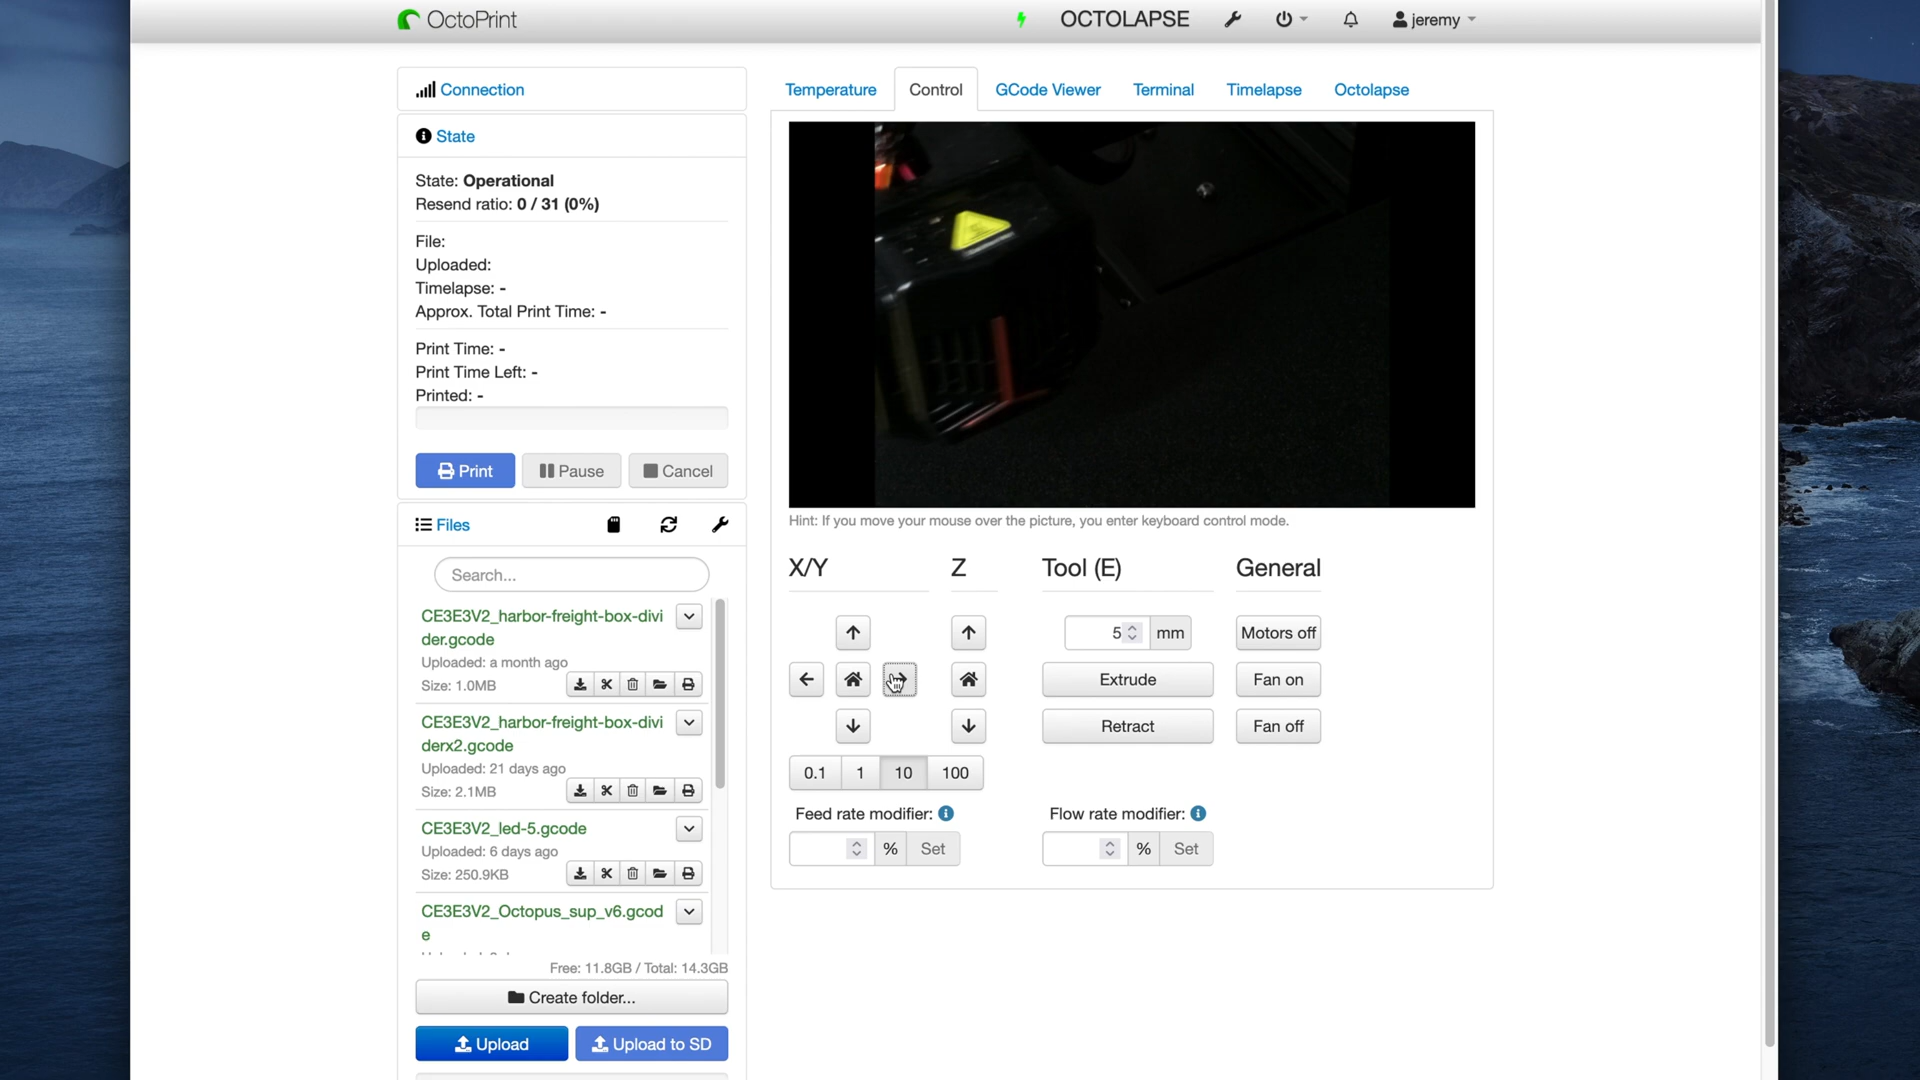 OctoPrint
OCTOLAPSE
jeremy
Connection
Temperature
Control
GCode Viewer
Terminal
Timelapse
Octolapse
State
State: Operational
Resend ratio: 0 / 31 (0%)
File:
Uploaded:
Timelapse: -
Approx. Total Print Time: -
Print Time: -
Print Time Left: -
Printed: -
Print
Pause
Cancel
Hint: If you move your mouse over the picture, you enter keyboard control mode.
Files
Search...
CE3E3V2_harbor-freight-box-divi
der.gcode
Uploaded: a month ago
Size: 1.0MB
CE3E3V2_harbor-freight-box-divi
derx2.gcode
Uploaded: 21 days ago
Size: 2.1MB
CE3E3V2_led-5.gcode
Uploaded: 6 days ago
Size: 250.9KB
CE3E3V2_Octopus_sup_v6.gcod
e
Free: 11.8GB / Total: 14.3GB
Create folder...
Upload
Upload to SD
X/Y
Z
Tool (E)
General
5
mm
Motors off
Extrude
Fan on
Retract
Fan off
0.1
1
10
100
Feed rate modifier:
Flow rate modifier:
%
Set
%
Set